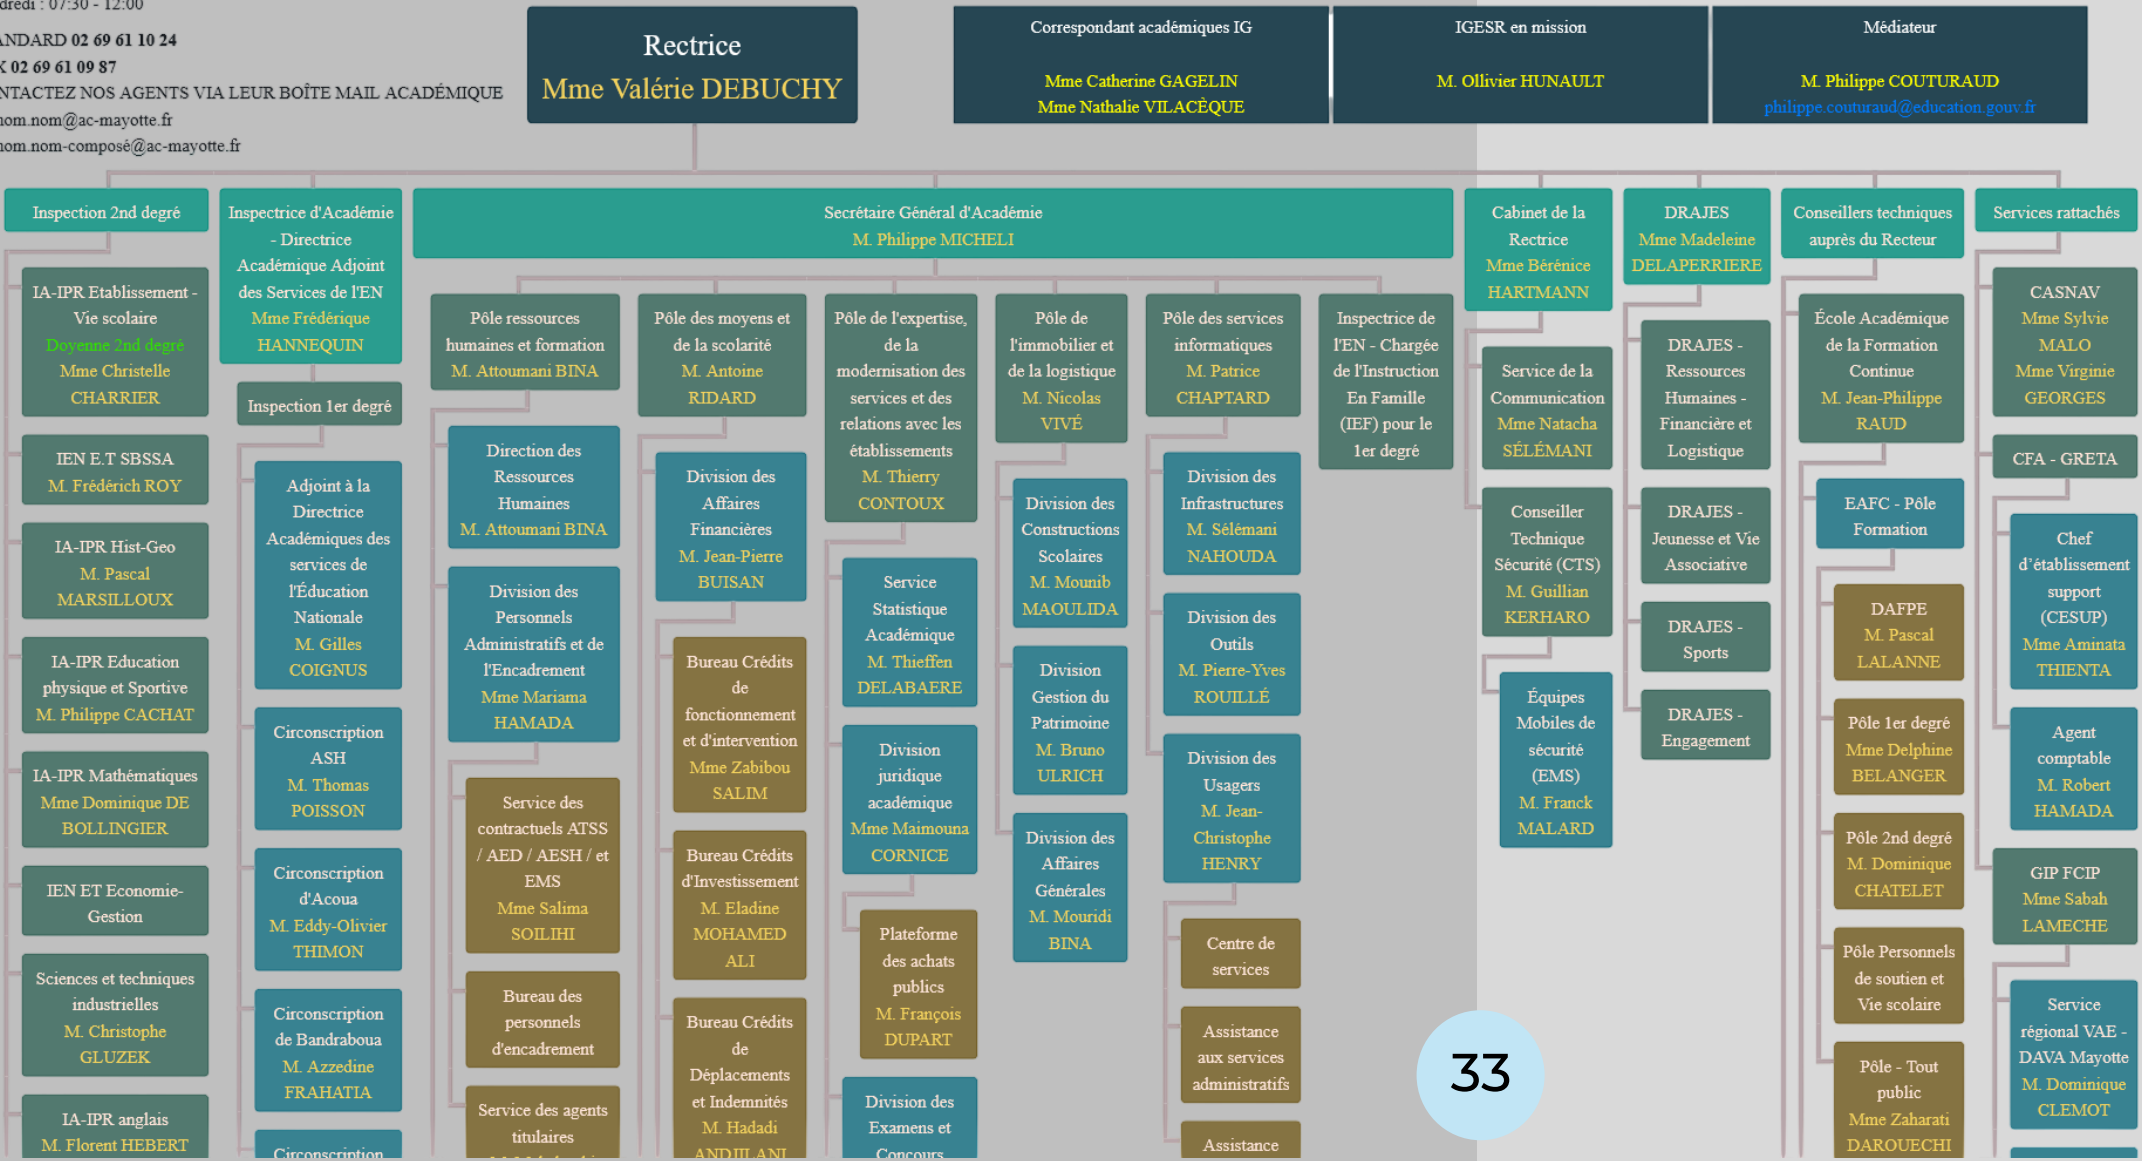 dredi : 07:30 - 12:00
ANDARD 02 69 61 10 24
X 02 69 61 09 87
NTACTEZ NOS AGENTS VIA LEUR BOÎTE MAIL ACADÉMIQUE
nom.nom@ac-mayotte.fr
nom.nom-composé@ac-mayotte.fr
Rectrice
Mme Valérie DEBUCHY
Correspondant académiques IG
Mme Catherine GAGELIN
Mme Nathalie VILACÈQUE
IGESR en mission
M. Ollivier HUNAULT
Médiateur
M. Philippe COUTURAUD
philippe.couturaud@education.gouv.fr
Inspection 2nd degré
IA-IPR Etablissement -
Vie scolaire
Doyenne 2nd degré
Mme Christelle
CHARRIER
IEN E.T SBSSA
M. Frédérich ROY
IA-IPR Hist-Geo
M. Pascal
MARSILLOUX
IA-IPR Education
physique et Sportive
M. Philippe CACHAT
IA-IPR Mathématiques
Mme Dominique DE
BOLLINGIER
IEN ET Economie-
Gestion
Sciences et techniques
industrielles
M. Christophe
GLUZEK
IA-IPR anglais
M. Florent HEBERT
Inspectrice d'Académie
- Directrice
Académique Adjoint
des Services de l'EN
Mme Frédérique
HANNEQUIN
Inspection 1er degré
Adjoint à la
Directrice
Académiques des
services de
l'Éducation
Nationale
M. Gilles
COIGNUS
Circonscription
ASH
M. Thomas
POISSON
Circonscription
d'Acoua
M. Eddy-Olivier
THIMON
Circonscription
de Bandraboua
M. Azzedine
FRAHATIA
Circonscription
Secrétaire Général d'Académie
M. Philippe MICHELI
Pôle ressources
humaines et formation
M. Attoumani BINA
Direction des
Ressources
Humaines
M. Attoumani BINA
Division des
Personnels
Administratifs et de
l'Encadrement
Mme Mariama
HAMADA
Service des
contractuels ATSS
/ AED / AESH / et
EMS
Mme Salima
SOILIHI
Bureau des
personnels
d'encadrement
Service des agents
titulaires
Pôle des moyens et
de la scolarité
M. Antoine
RIDARD
Division des
Affaires
Financières
M. Jean-Pierre
BUISAN
Bureau Crédits
de
fonctionnement
et d'intervention
Mme Zabibou
SALIM
Bureau Crédits
d'Investissement
M. Eladine
MOHAMED
ALI
Bureau Crédits
de
Déplacements
et Indemnités
M. Hadadi
ANDJILANI
Pôle de l'expertise,
de la
modernisation des
services et des
relations avec les
établissements
M. Thierry
CONTOUX
Service
Statistique
Académique
M. Thieffen
DELABAERE
Division
juridique
académique
Mme Maimouna
CORNICE
Plateforme
des achats
publics
M. François
DUPART
Division des
Examens et
Concours
Pôle de
l'immobilier et
de la logistique
M. Nicolas
VIVÉ
Division des
Constructions
Scolaires
M. Mounib
MAOULIDA
Division
Gestion du
Patrimoine
M. Bruno
ULRICH
Division des
Affaires
Générales
M. Mouridi
BINA
Pôle des services
informatiques
M. Patrice
CHAPTARD
Division des
Infrastructures
M. Sélémani
NAHOUDA
Division des
Outils
M. Pierre-Yves
ROUILLÉ
Division des
Usagers
M. Jean-
Christophe
HENRY
Centre de
services
Assistance
aux services
administratifs
Assistance
Inspectrice de
l'EN - Chargée
de l'Instruction
En Famille
(IEF) pour le
1er degré
Cabinet de la
Rectrice
Mme Bérénice
HARTMANN
Service de la
Communication
Mme Natacha
SÉLÉMANI
Conseiller
Technique
Sécurité (CTS)
M. Guillian
KERHARO
Équipes
Mobiles de
sécurité
(EMS)
M. Franck
MALARD
DRAJES
Mme Madeleine
DELAPERRIERE
DRAJES -
Ressources
Humaines -
Financière et
Logistique
DRAJES -
Jeunesse et Vie
Associative
DRAJES -
Sports
DRAJES -
Engagement
Conseillers techniques
auprès du Recteur
École Académique
de la Formation
Continue
M. Jean-Philippe
RAUD
EAFC - Pôle
Formation
DAFPE
M. Pascal
LALANNE
Pôle 1er degré
Mme Delphine
BELANGER
Pôle 2nd degré
M. Dominique
CHATELET
Pôle Personnels
de soutien et
Vie scolaire
Pôle - Tout
public
Mme Zaharati
DAROUECHI
Services rattachés
CASNAV
Mme Sylvie
MALO
Mme Virginie
GEORGES
CFA - GRETA
Chef
d'établissement
support
(CESUP)
Mme Aminata
THIENTA
Agent
comptable
M. Robert
HAMADA
GIP FCIP
Mme Sabah
LAMECHE
Service
régional VAE -
DAVA Mayotte
M. Dominique
CLEMOT
33